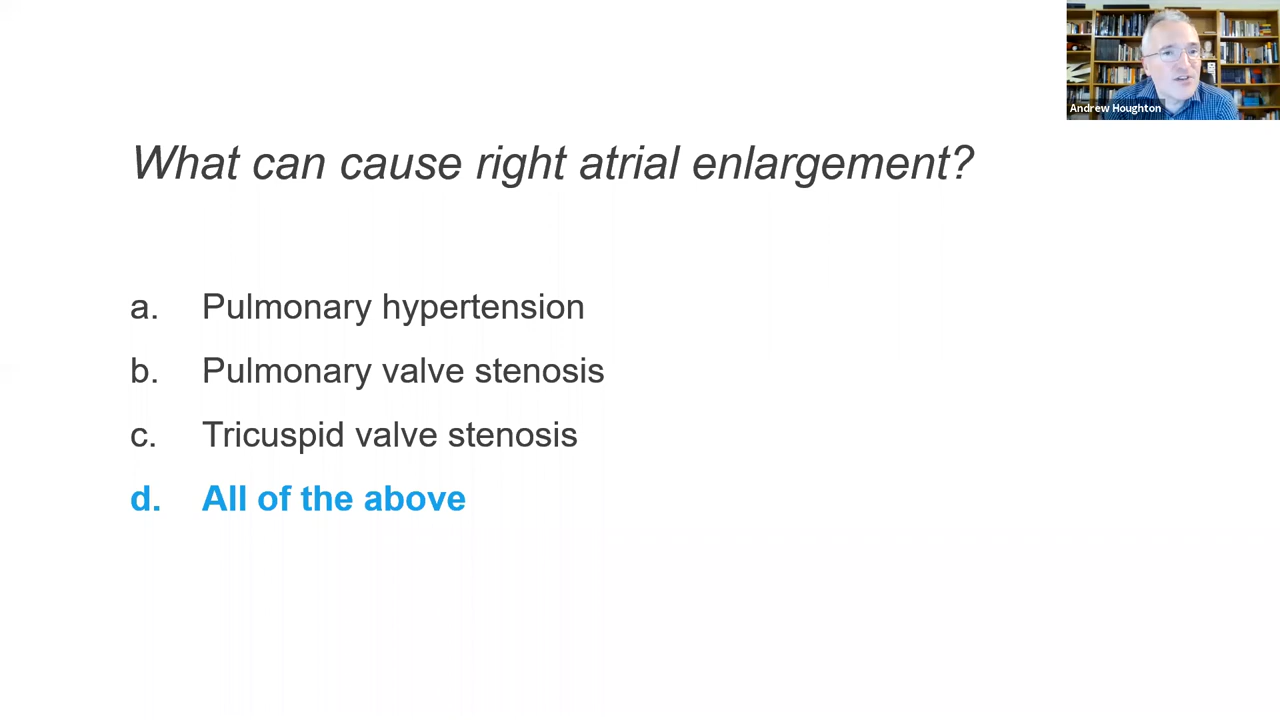 Andrew Houghton
What can cause right atrial enlargement?
a. Pulmonary hypertension
b. Pulmonary valve stenosis
c. Tricuspid valve stenosis
d. All of the above